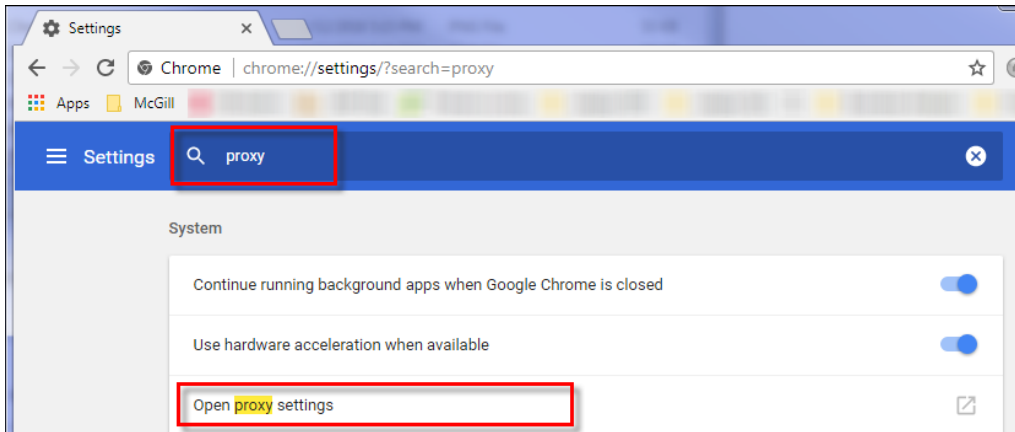 Settings
Chrome | chrome://settings/?search=proxy
Apps McGill
Settings proxy
System
Continue running background apps when Google Chrome is closed
Use hardware acceleration when available
Open proxy settings